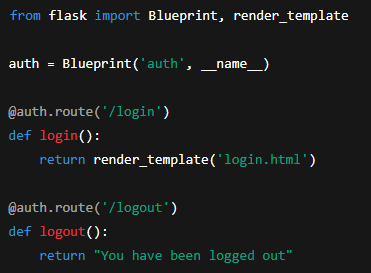 from flask import Blueprint, render_template
auth = Blueprint('auth', __name__)
@auth.route('/login')
def login():
    return render_template('login.html')
@auth.route('/logout')
def logout():
    return "You have been logged out"